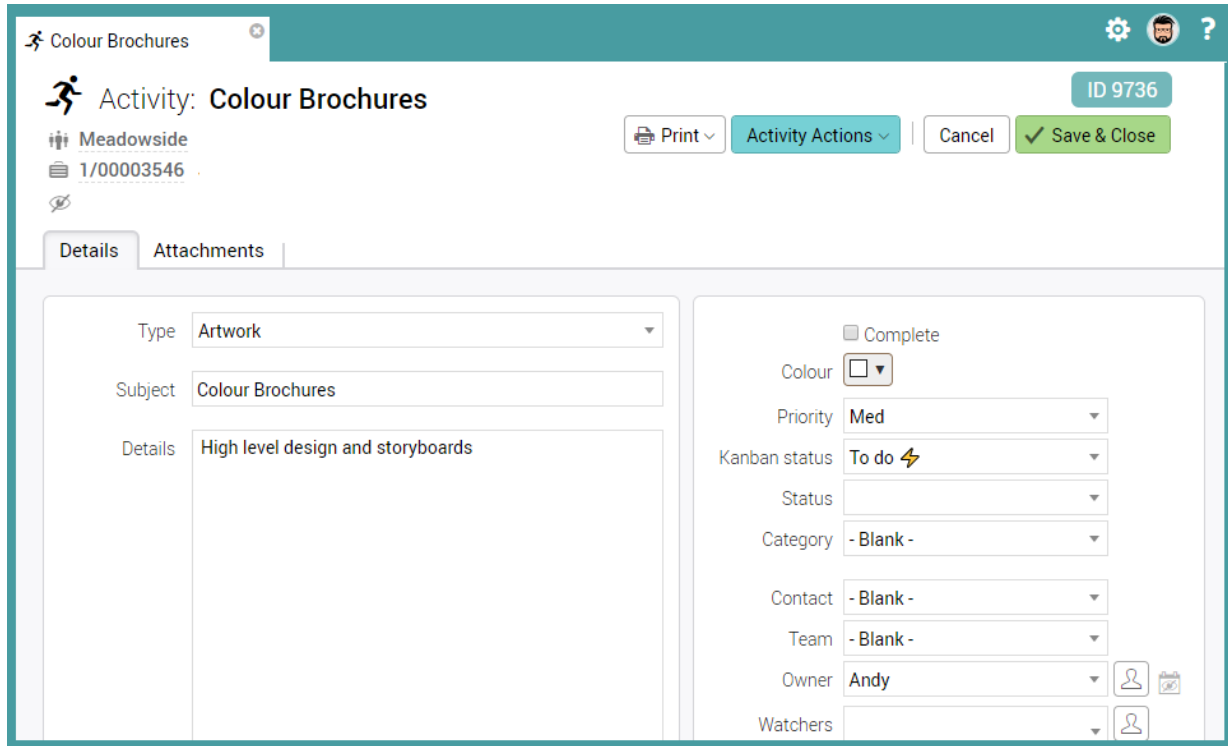 Colour Brochures
?
Activity: Colour Brochures
ID 9736
Meadowside
1/00003546
Print
Activity Actions
Cancel
Save & Close
Details
Attachments
Type Artwork
Subject Colour Brochures
Details High level design and storyboards
Complete
Colour
Priority Med
Kanban status To do
Status
Category - Blank -
Contact - Blank -
Team - Blank -
Owner Andy
Watchers